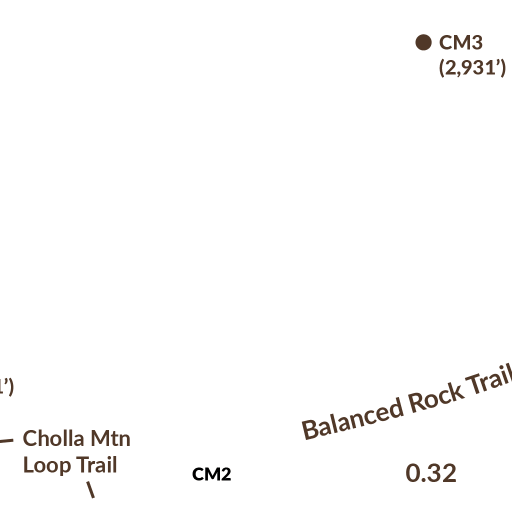 CM3
(2,931’)
’)
Balanced Rock Trail
Cholla Mtn
Loop Trail
CM2
0.32